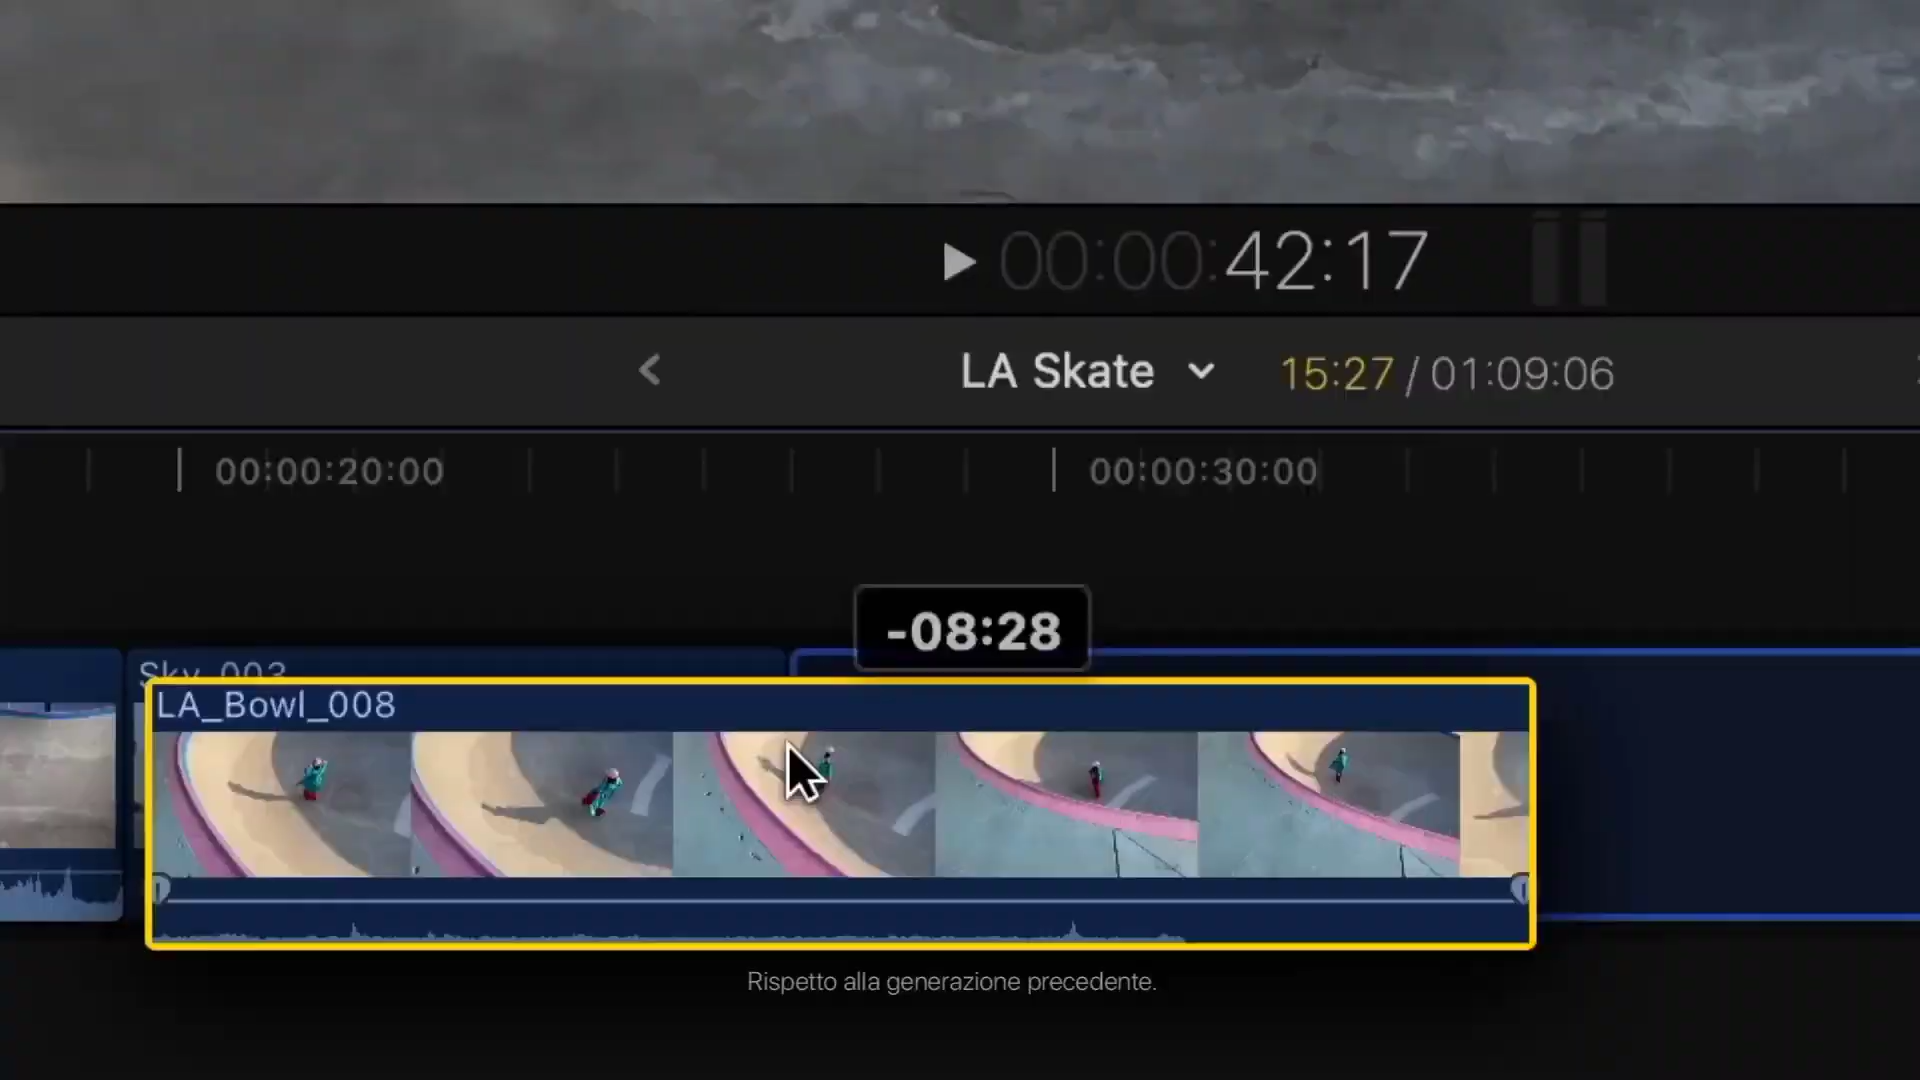 00:00:42:17
LA Skate 15:27 / 01:09:06
00:00:20:00 00:00:30:00
-08:28
Sky_003
LA_Bowl_008
Rispetto alla generazione precedente.